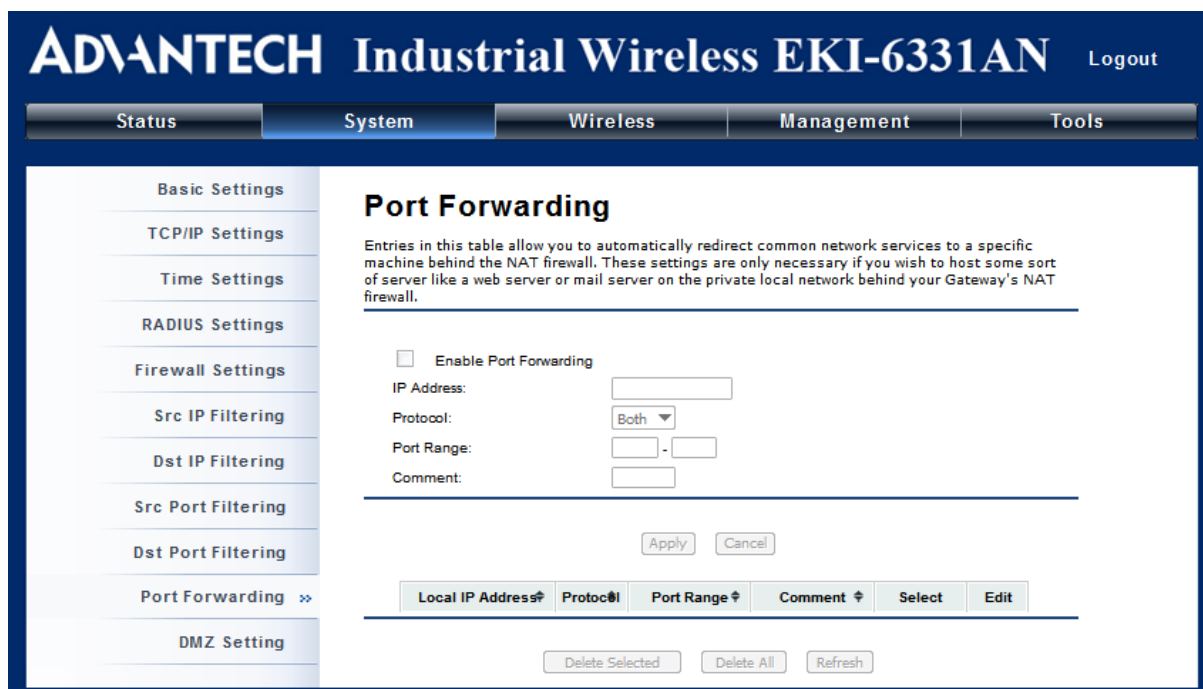 ADVANTECH Industrial Wireless EKI-6331AN Logout
Status System Wireless Management Tools
Basic Settings
TCP/IP Settings
Time Settings
RADIUS Settings
Firewall Settings
Src IP Filtering
Dst IP Filtering
Src Port Filtering
Dst Port Filtering
Port Forwarding »
DMZ Setting
Port Forwarding
Entries in this table allow you to automatically redirect common network services to a specific
machine behind the NAT firewall. These settings are only necessary if you wish to host some sort
of server like a web server or mail server on the private local network behind your Gateway's NAT
firewall.
Enable Port Forwarding
IP Address:
Protocol: Both
Port Range: -
Comment:
Apply Cancel
Local IP Address Protocol Port Range Comment Select Edit
Delete Selected Delete All Refresh